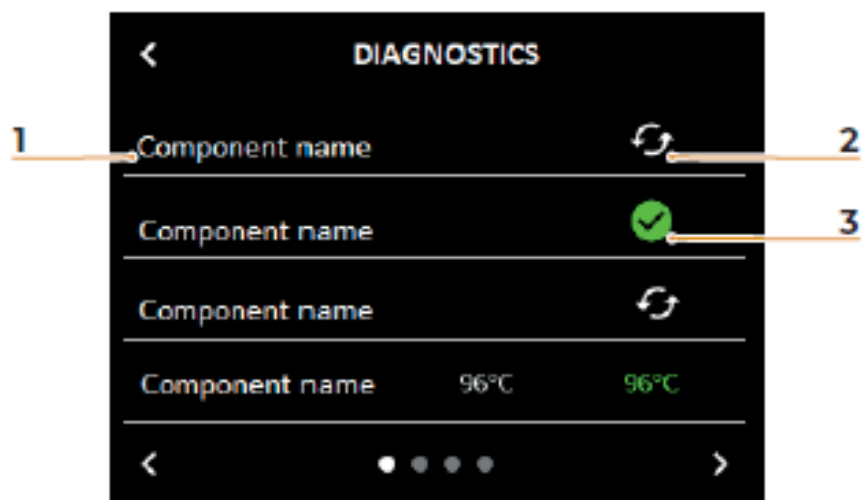 DIAGNOSTICS
1 Component name 2
Component name 3
Component name
Component name 96°C 96°C